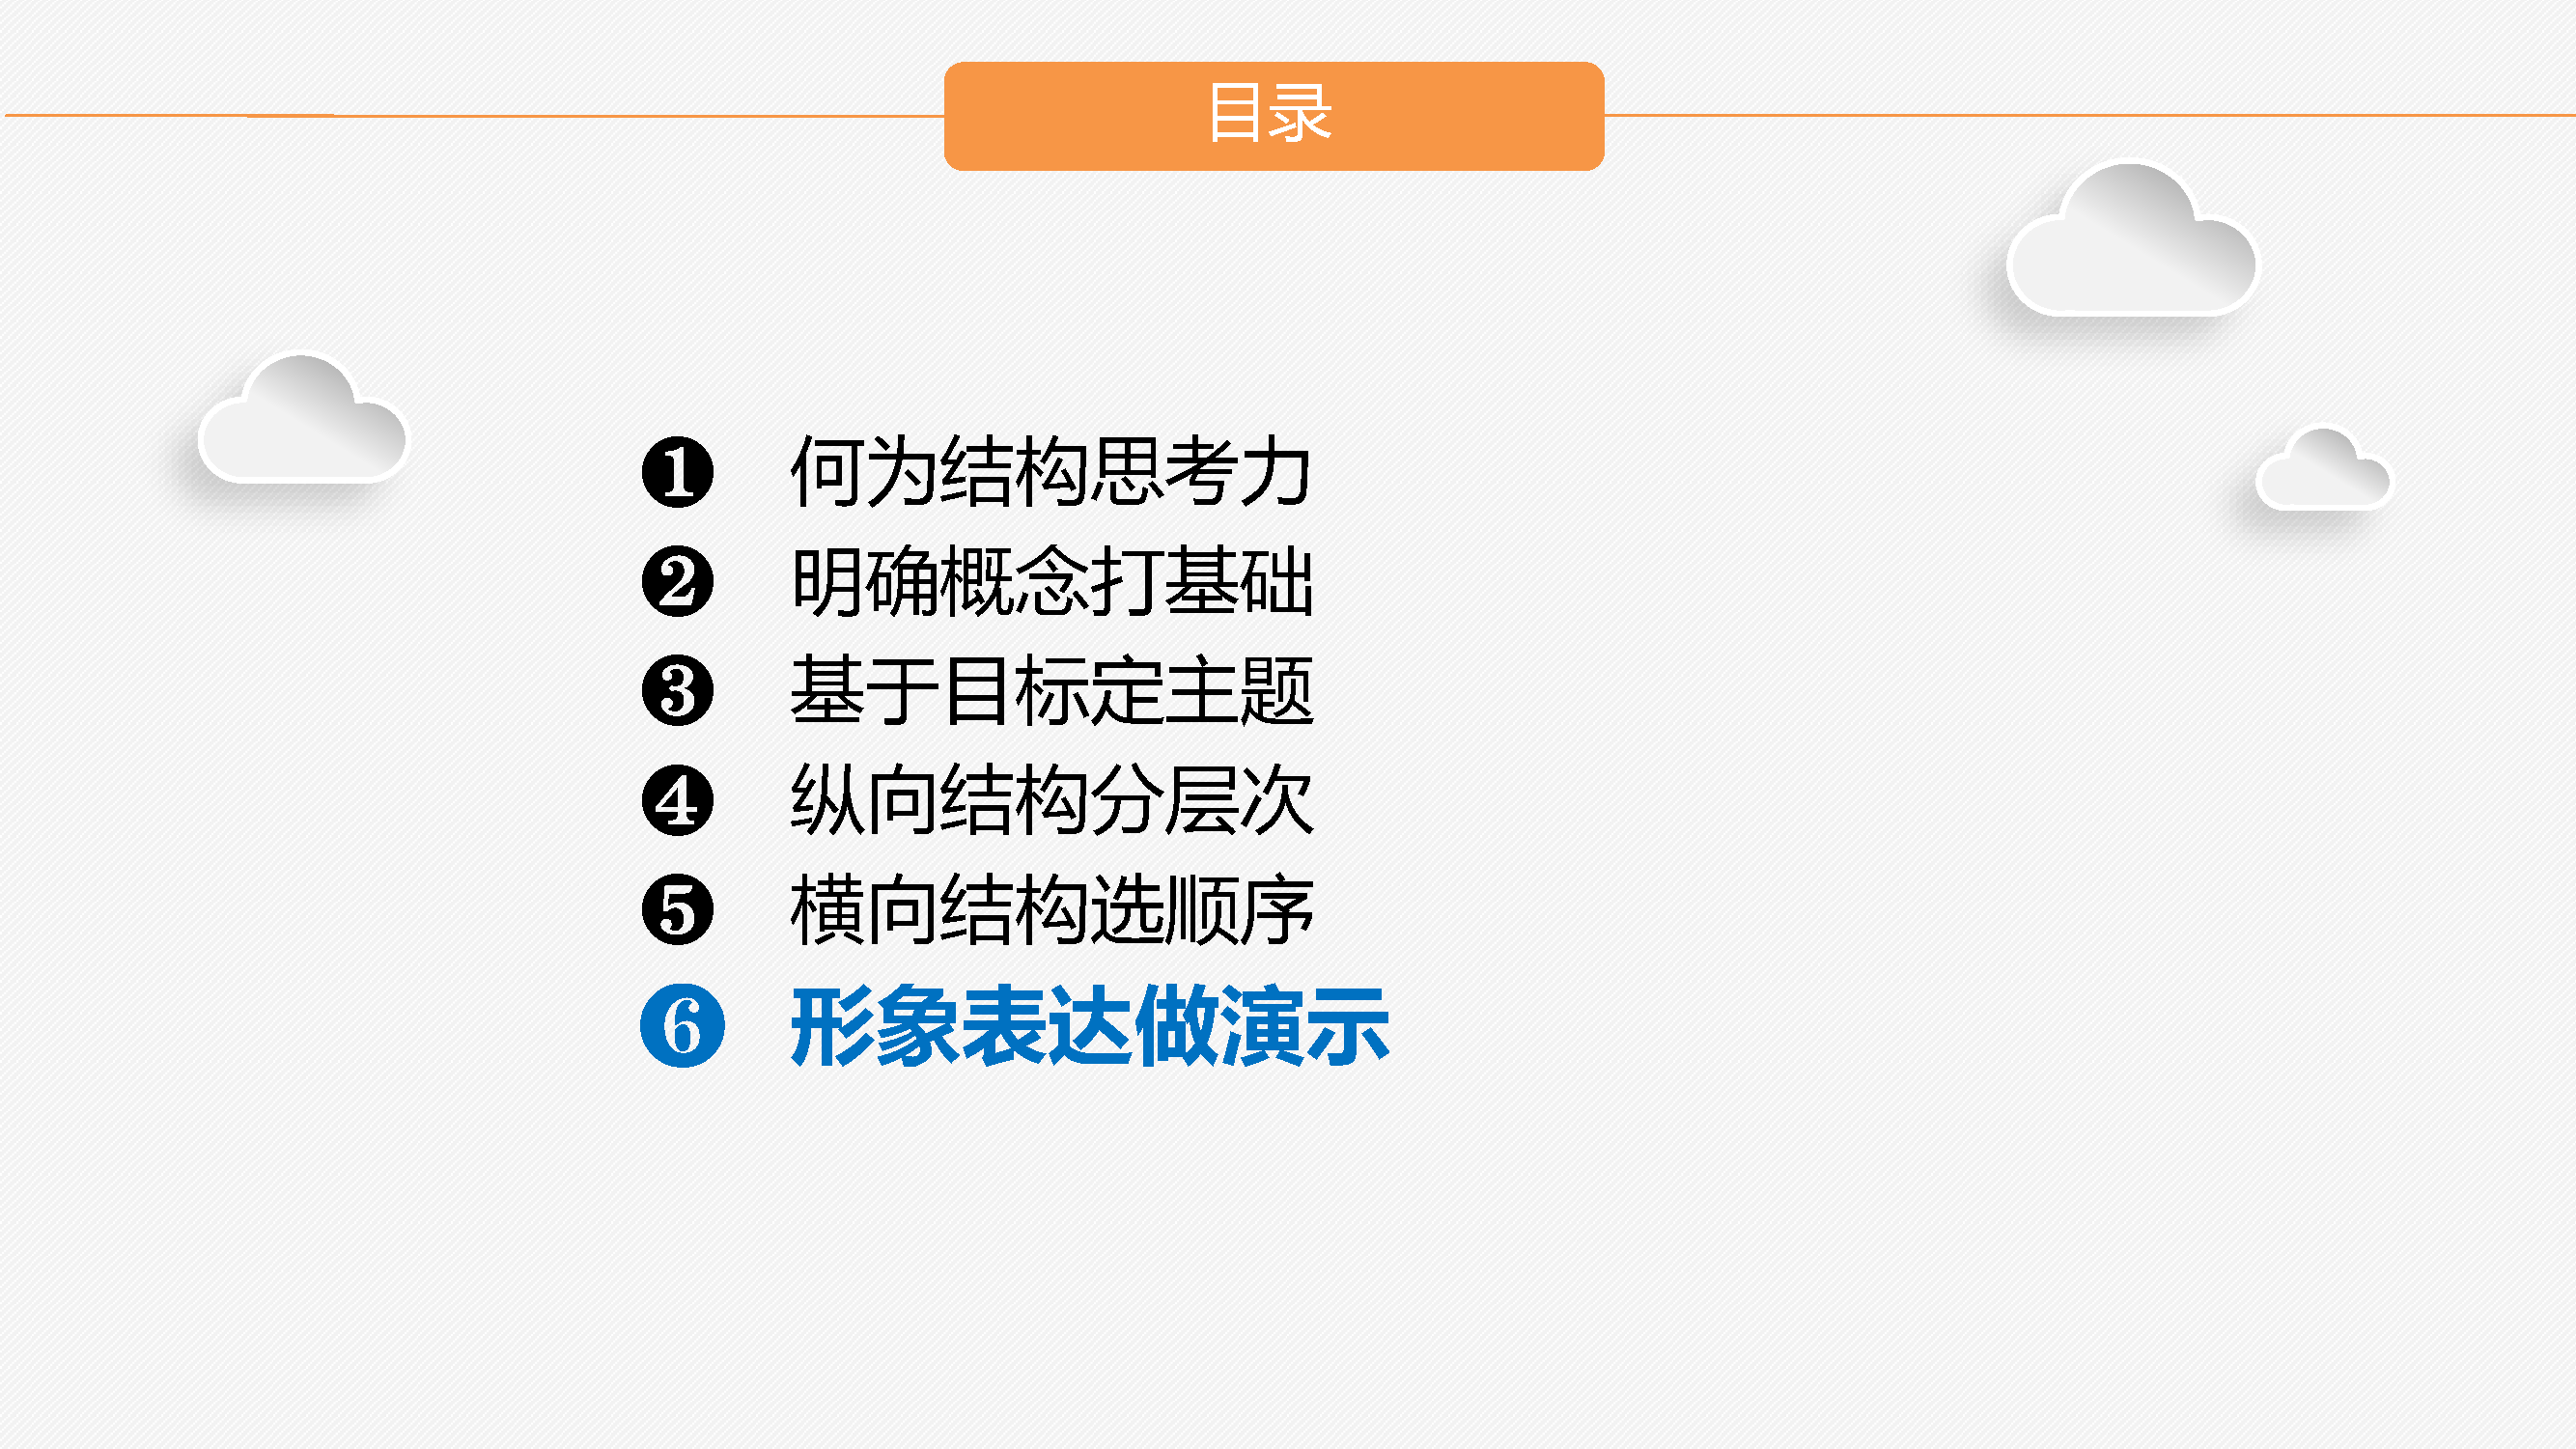 目录
❶ 何为结构思考力
❷ 明确概念打基础
❸ 基于目标定主题
❹ 纵向结构分层次
❺ 横向结构选顺序
❻ 形象表达做演示